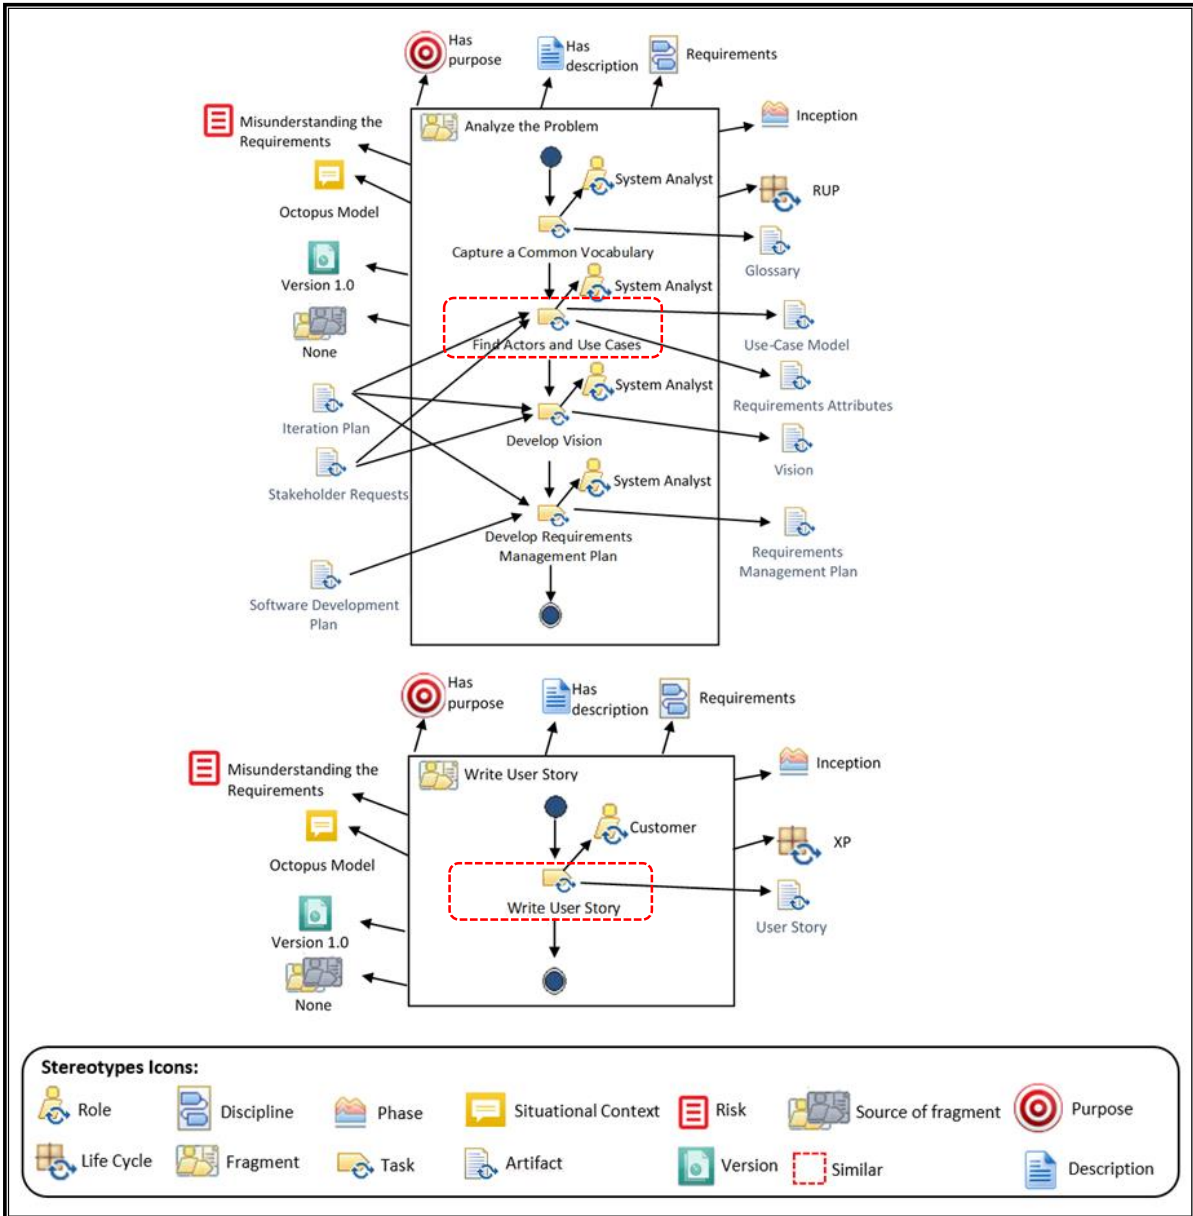 Has
purpose
Has
description
Requirements
Misunderstanding the
Requirements
Analyze the Problem
Inception
System Analyst
RUP
Octopus Model
Capture a Common Vocabulary
Glossary
Version 1.0
System Analyst
None
Find Actors and Use Cases
Use-Case Model
System Analyst
Requirements Attributes
Iteration Plan
Develop Vision
Vision
Stakeholder Requests
System Analyst
Develop Requirements
Management Plan
Requirements
Management Plan
Software Development
Plan
Has
purpose
Has
description
Requirements
Misunderstanding the
Requirements
Write User Story
Inception
Customer
XP
Octopus Model
Write User Story
User Story
Version 1.0
None
Stereotypes Icons:
Role
Discipline
Phase
Situational Context
Risk
Source of fragment
Purpose
Life Cycle
Fragment
Task
Artifact
Version
Similar
Description